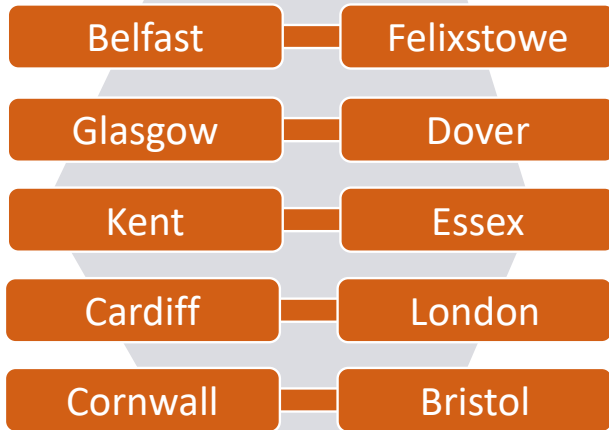 Belfast Felixstowe
Glasgow Dover
Kent Essex
Cardiff London
Cornwall Bristol